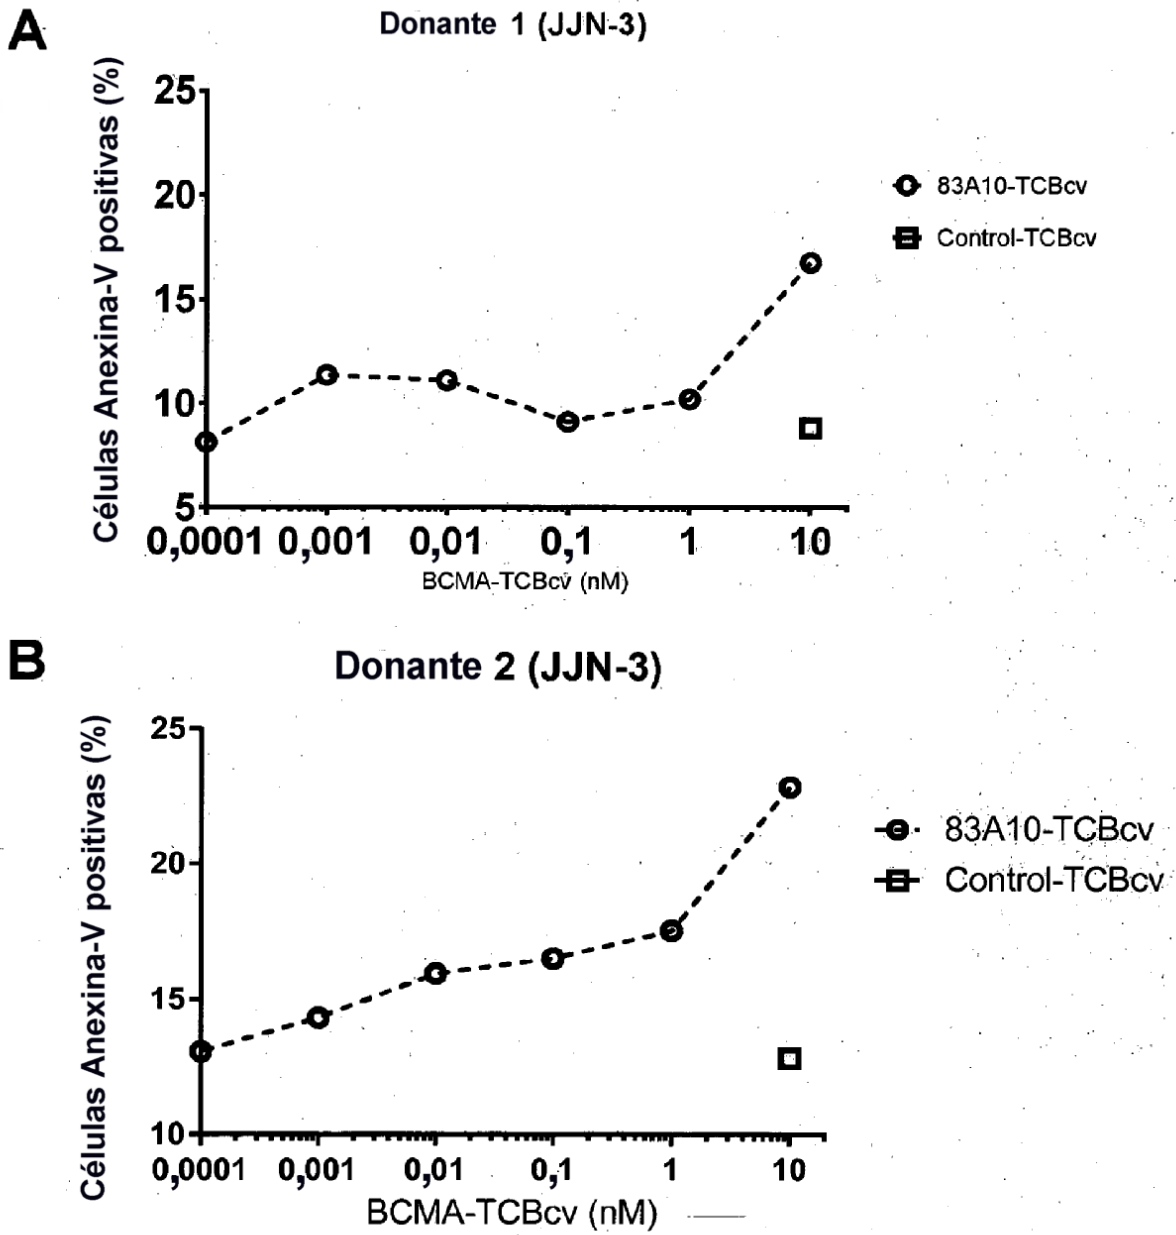 A
Donante 1 (JJN-3)
Células Anexina-V positivas (%)
25
20
15
10
5
0,0001 0,001 0,01 0,1 1 10
BCMA-TCBcv (nM)
83A10-TCBcv
Control-TCBcv
B
Donante 2 (JJN-3)
Células Anexina-V positivas (%)
25
20
15
10
0,0001 0,001 0,01 0,1 1 10
BCMA-TCBcv (nM)
83A10-TCBcv
Control-TCBcv